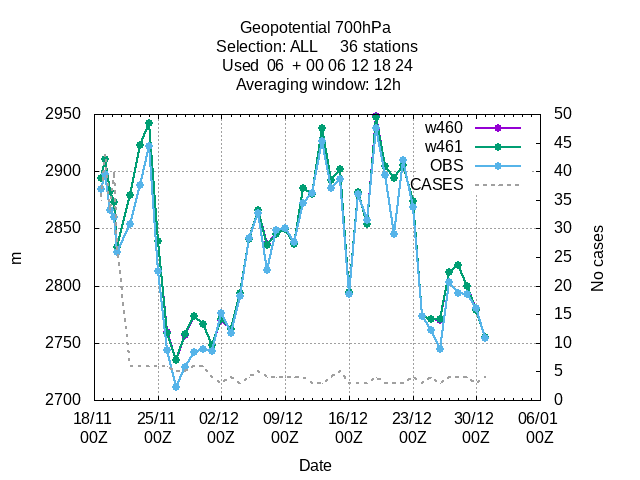 Geopotential 700hPa
Selection: ALL     36 stations
Used  06  + 00 06 12 18 24
Averaging window: 12h
2950
2900
2850
2800
2750
2700
m
50
45
40
35
30
25
20
15
10
5
0
No cases
w460
w461
OBS
CASES
18/11 25/11 02/12 09/12 16/12 23/12 30/12 06/01
00Z 00Z 00Z 00Z 00Z 00Z 00Z 00Z
Date